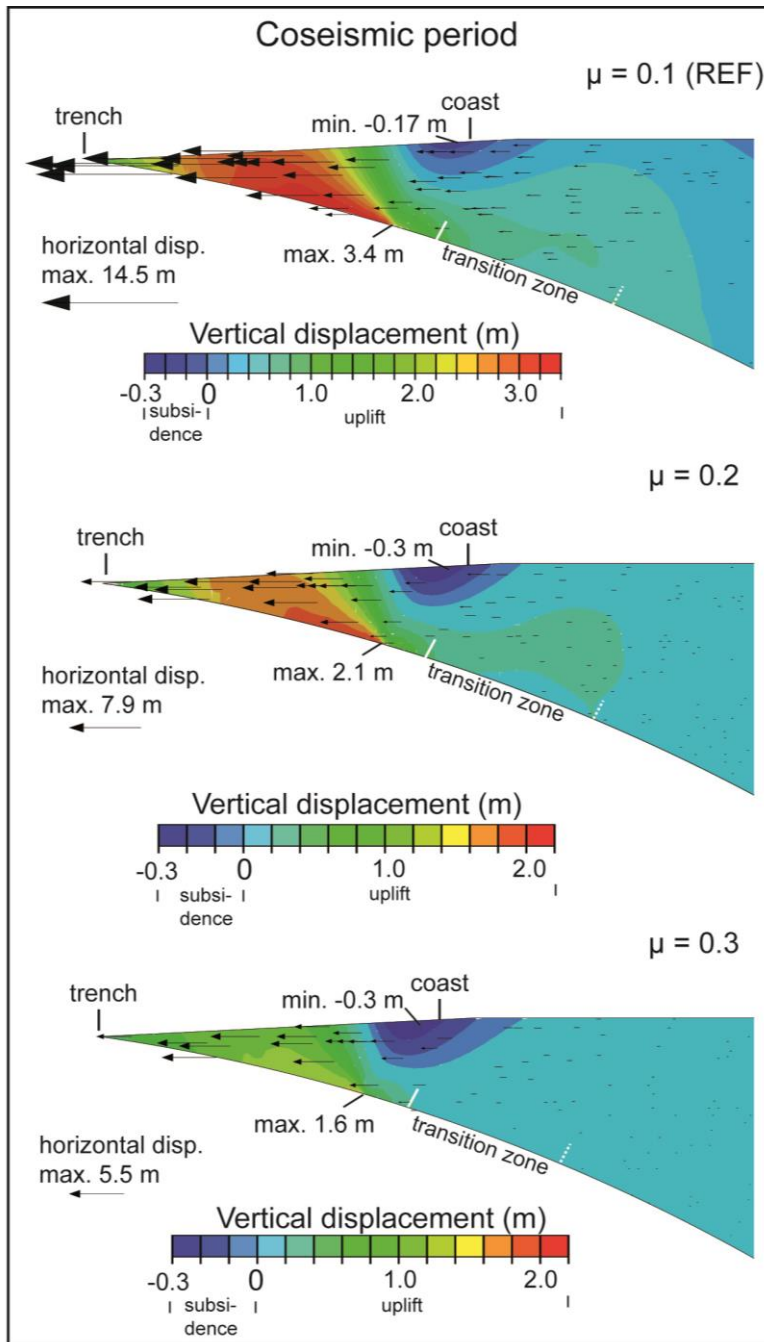 Coseismic period
μ = 0.1 (REF)
trench
coast
min. -0.17 m
max. 3.4 m
transition zone
horizontal disp.
max. 14.5 m
Vertical displacement (m)
-0.3 0 1.0 2.0 3.0
subsi-
dence
uplift
μ = 0.2
trench
coast
min. -0.3 m
max. 2.1 m
transition zone
horizontal disp.
max. 7.9 m
Vertical displacement (m)
-0.3 0 1.0 2.0
subsi-
dence
uplift
μ = 0.3
trench
coast
min. -0.3 m
max. 1.6 m
transition zone
horizontal disp.
max. 5.5 m
Vertical displacement (m)
-0.3 0 1.0 2.0
subsi-
dence
uplift